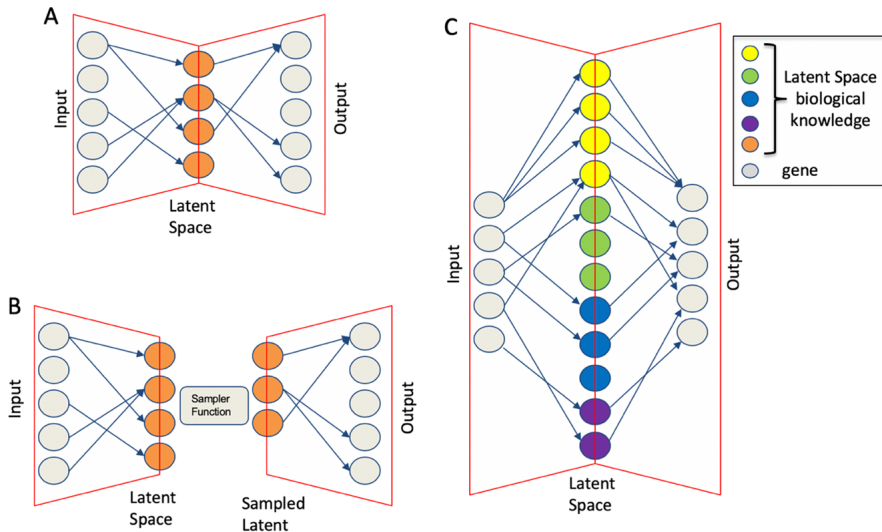 A
Input
Output
Latent
Space
B
Input
Sampler
Function
Output
Latent
Space
Sampled
Latent
C
Input
Output
Latent
Space
Latent Space
biological
knowledge
gene